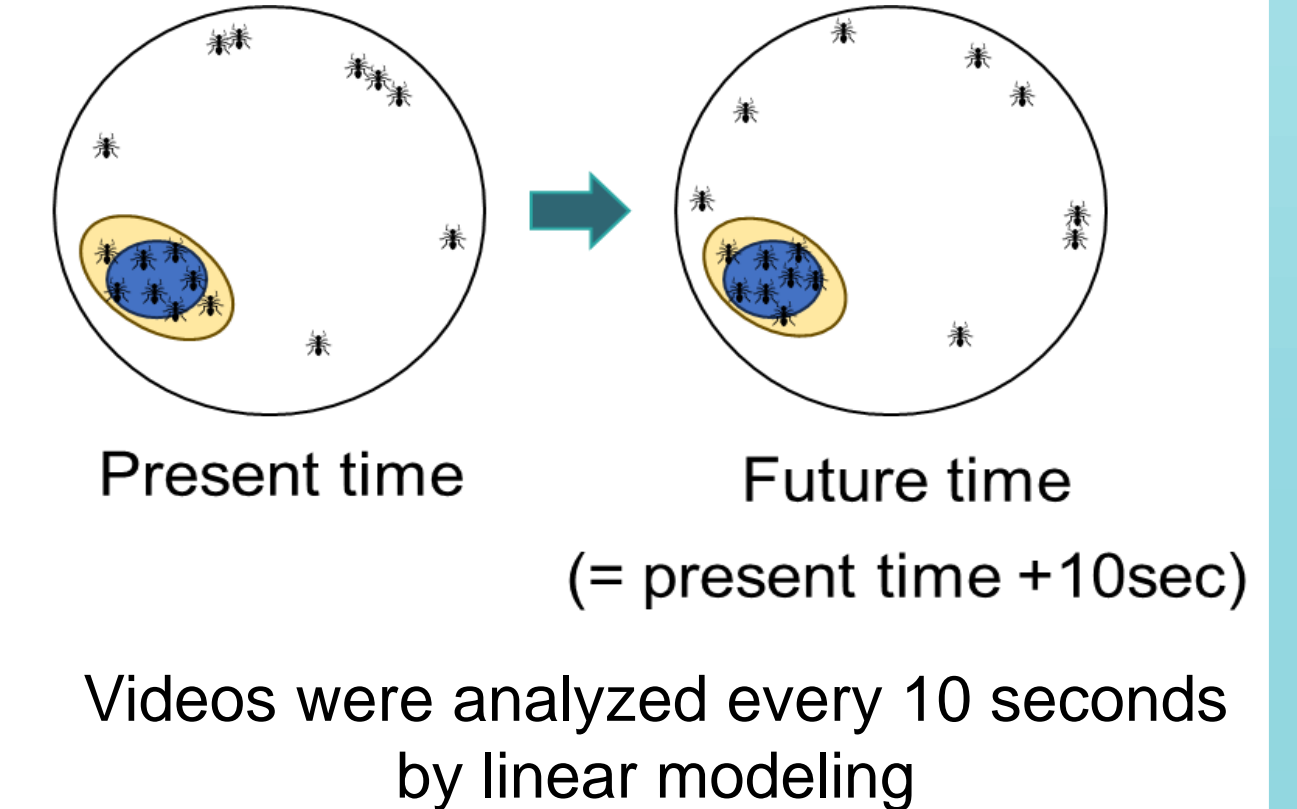 Present time
Future time
(= present time +10sec)
Videos were analyzed every 10 seconds
by linear modeling